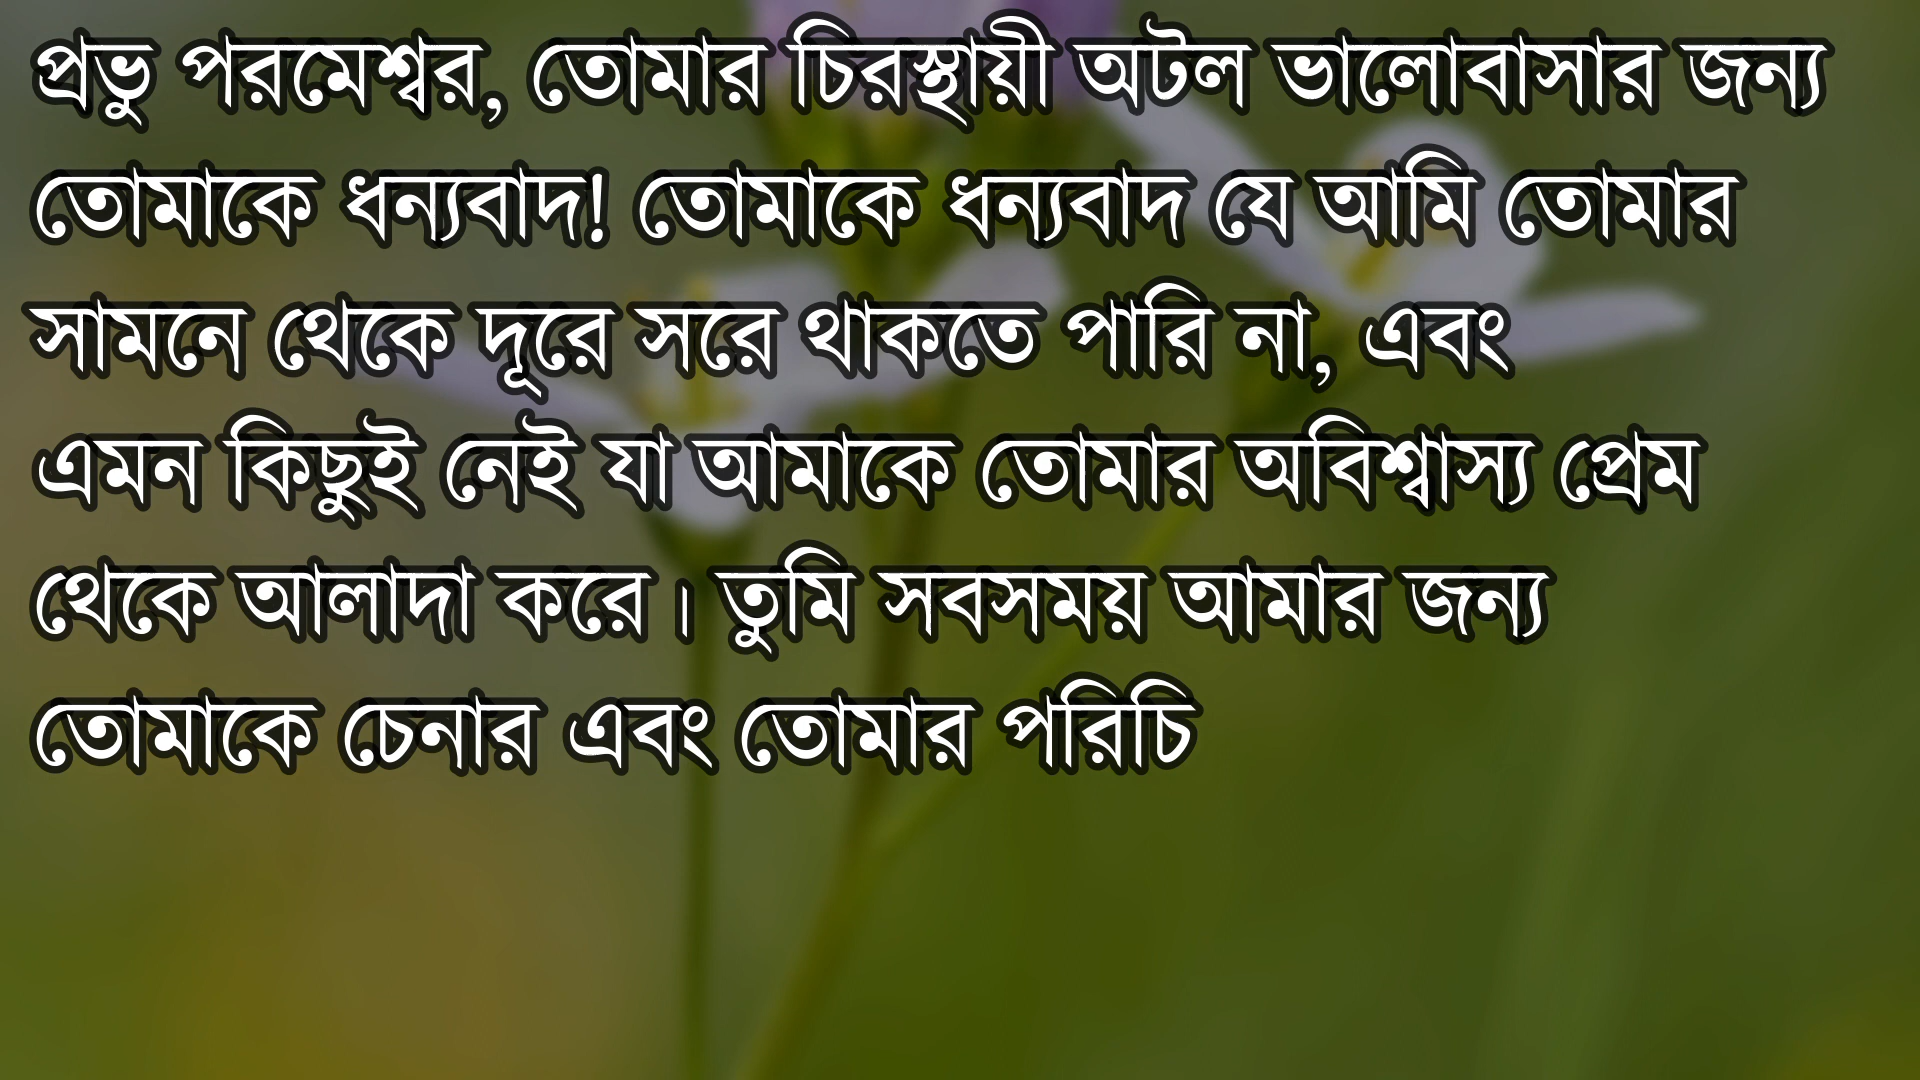 প্রভু পরমেশ্বর, তোমার চিরস্থায়ী অটল ভালোবাসার জন্য
তোমাকে ধন্যবাদ! তোমাকে ধন্যবাদ যে আমি তোমার
সামনে থেকে দূরে সরে থাকতে পারি না, এবং
এমন কিছুই নেই যা আমাকে তোমার অবিশ্বাস্য প্রেম
থেকে আলাদা করে। তুমি সবসময় আমার জন্য
তোমাকে চেনার এবং তোমার পরিচি